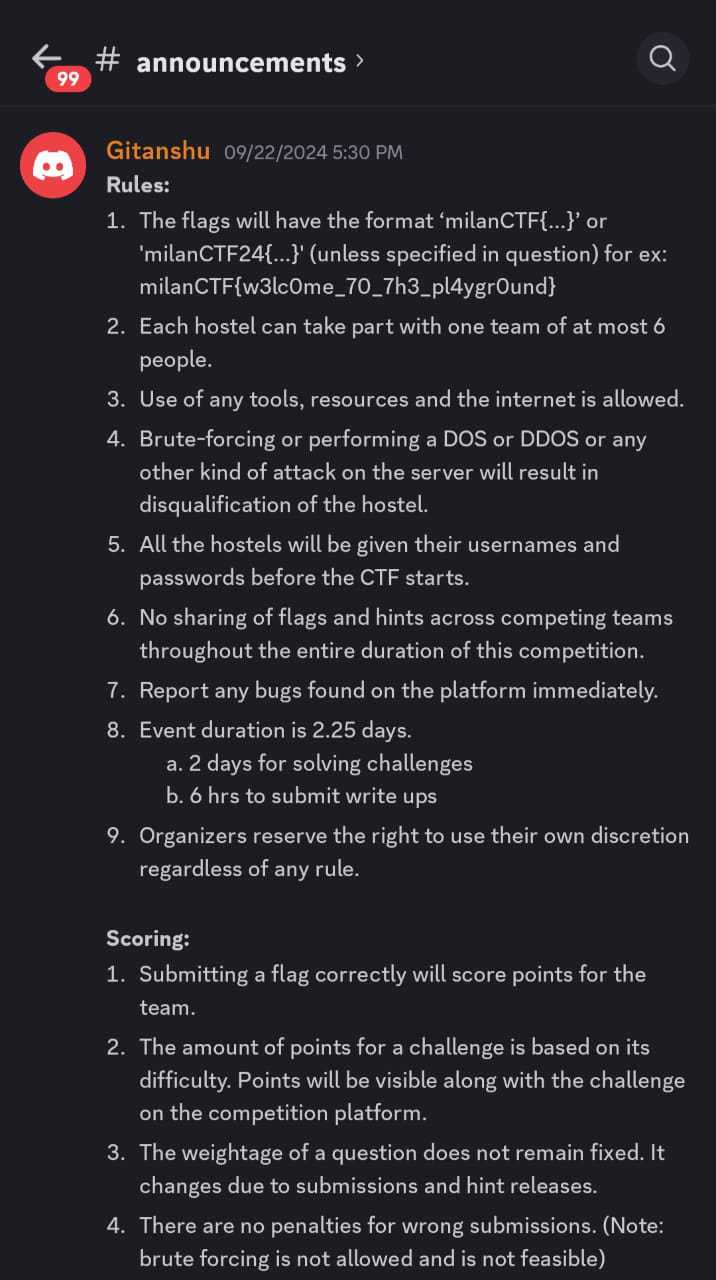 # announcements >
99
Gitanshu 09/22/2024 5:30 PM
Rules:
1. The flags will have the format ‘milanCTF{...}’ or
'milanCTF24{...}' (unless specified in question) for ex:
milanCTF{w3lc0me_70_7h3_pl4ygr0und}
2. Each hostel can take part with one team of at most 6
people.
3. Use of any tools, resources and the internet is allowed.
4. Brute-forcing or performing a DOS or DDOS or any
other kind of attack on the server will result in
disqualification of the hostel.
5. All the hostels will be given their usernames and
passwords before the CTF starts.
6. No sharing of flags and hints across competing teams
throughout the entire duration of this competition.
7. Report any bugs found on the platform immediately.
8. Event duration is 2.25 days.
a. 2 days for solving challenges
b. 6 hrs to submit write ups
9. Organizers reserve the right to use their own discretion
regardless of any rule.
Scoring:
1. Submitting a flag correctly will score points for the
team.
2. The amount of points for a challenge is based on its
difficulty. Points will be visible along with the challenge
on the competition platform.
3. The weightage of a question does not remain fixed. It
changes due to submissions and hint releases.
4. There are no penalties for wrong submissions. (Note:
brute forcing is not allowed and is not feasible)